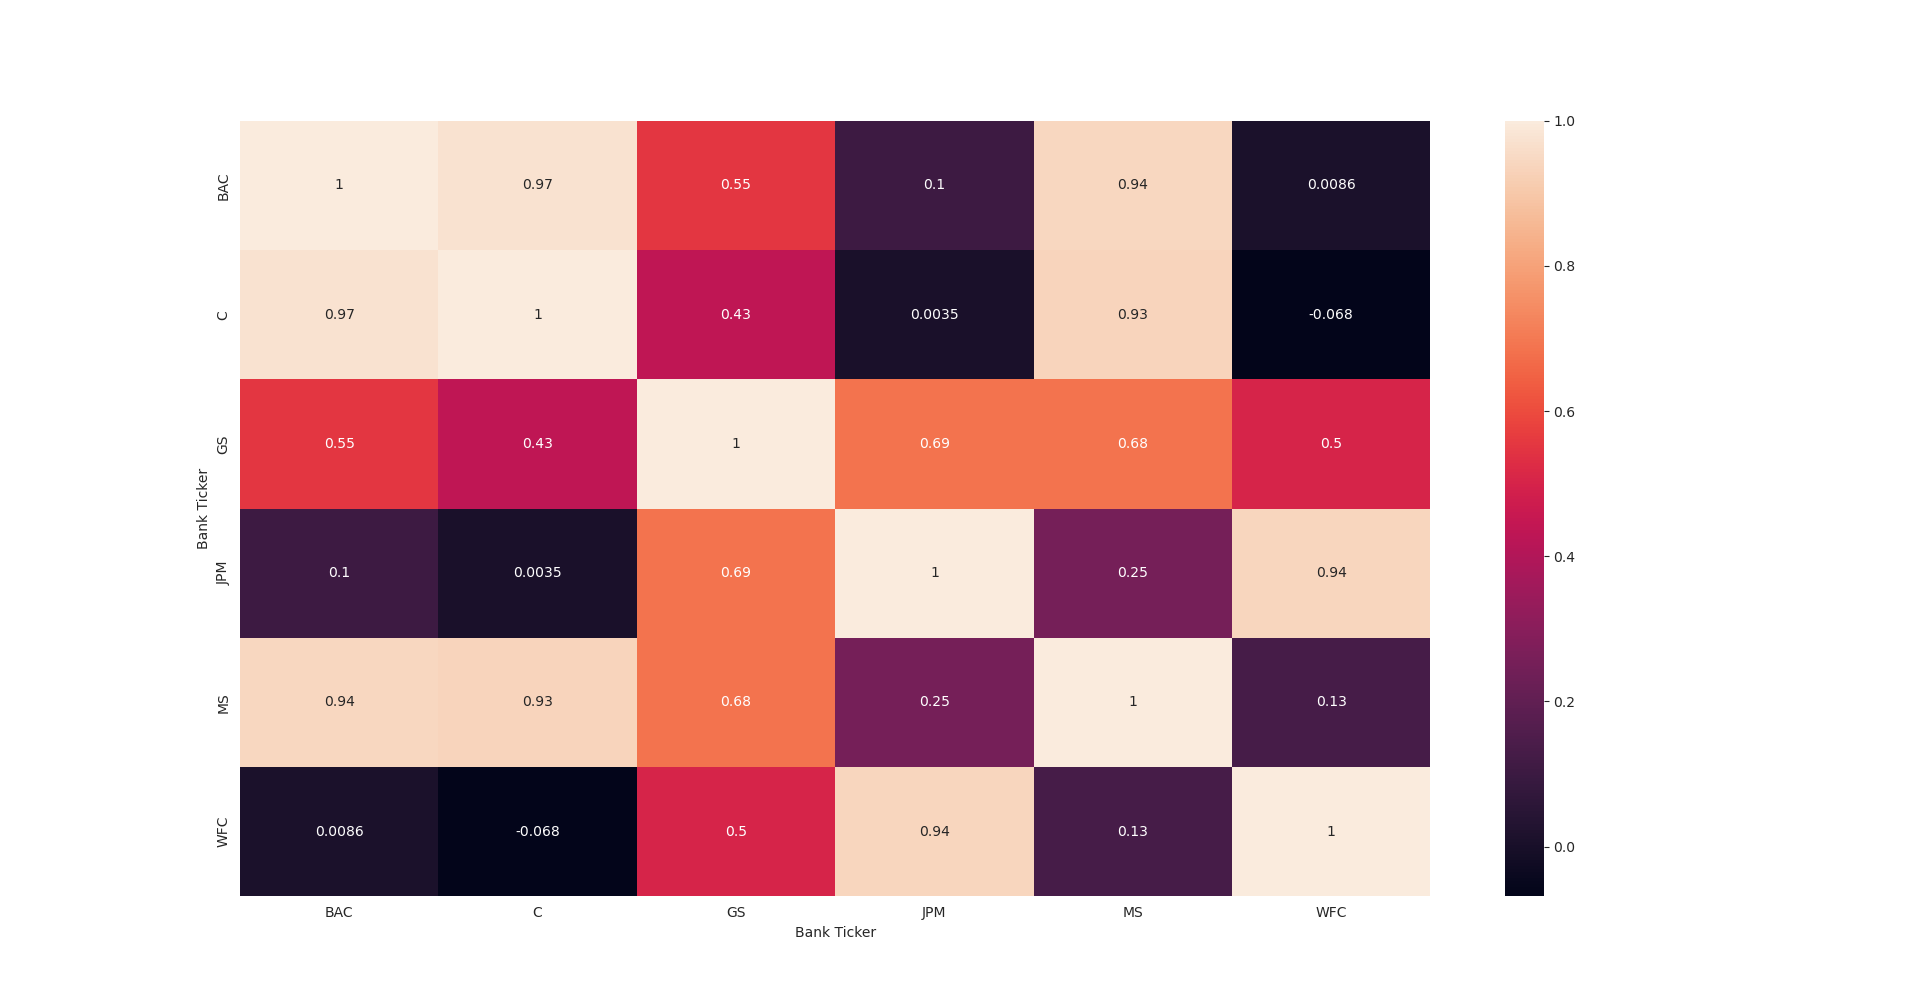 BAC 1 0.97 0.55 0.1 0.94 0.0086
C 0.97 1 0.43 0.0035 0.93 -0.068
GS 0.55 0.43 1 0.69 0.68 0.5
JPM 0.1 0.0035 0.69 1 0.25 0.94
MS 0.94 0.93 0.68 0.25 1 0.13
WFC 0.0086 -0.068 0.5 0.94 0.13 1
Bank Ticker
BAC C GS JPM MS WFC
Bank Ticker
1.0
0.8
0.6
0.4
0.2
0.0